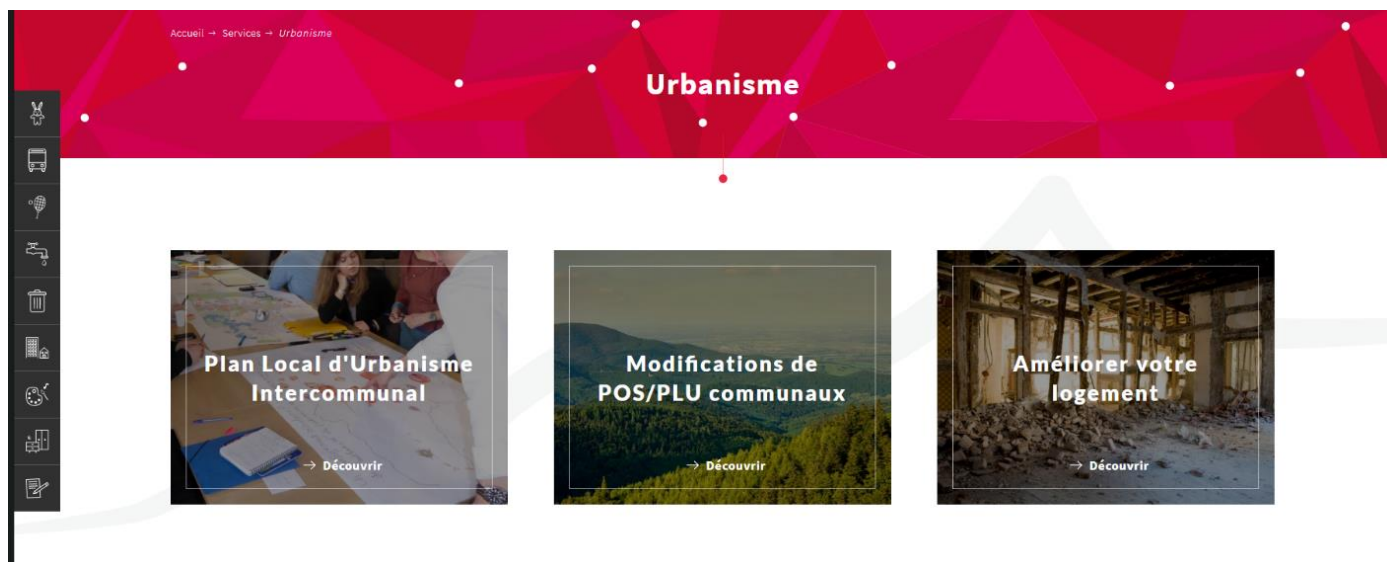 Accueil → Services → Urbanisme
Urbanisme
Plan Local d'Urbanisme
Intercommunal
→ Découvrir
Modifications de
POS/PLU communaux
→ Découvrir
Améliorer votre
logement
→ Découvrir